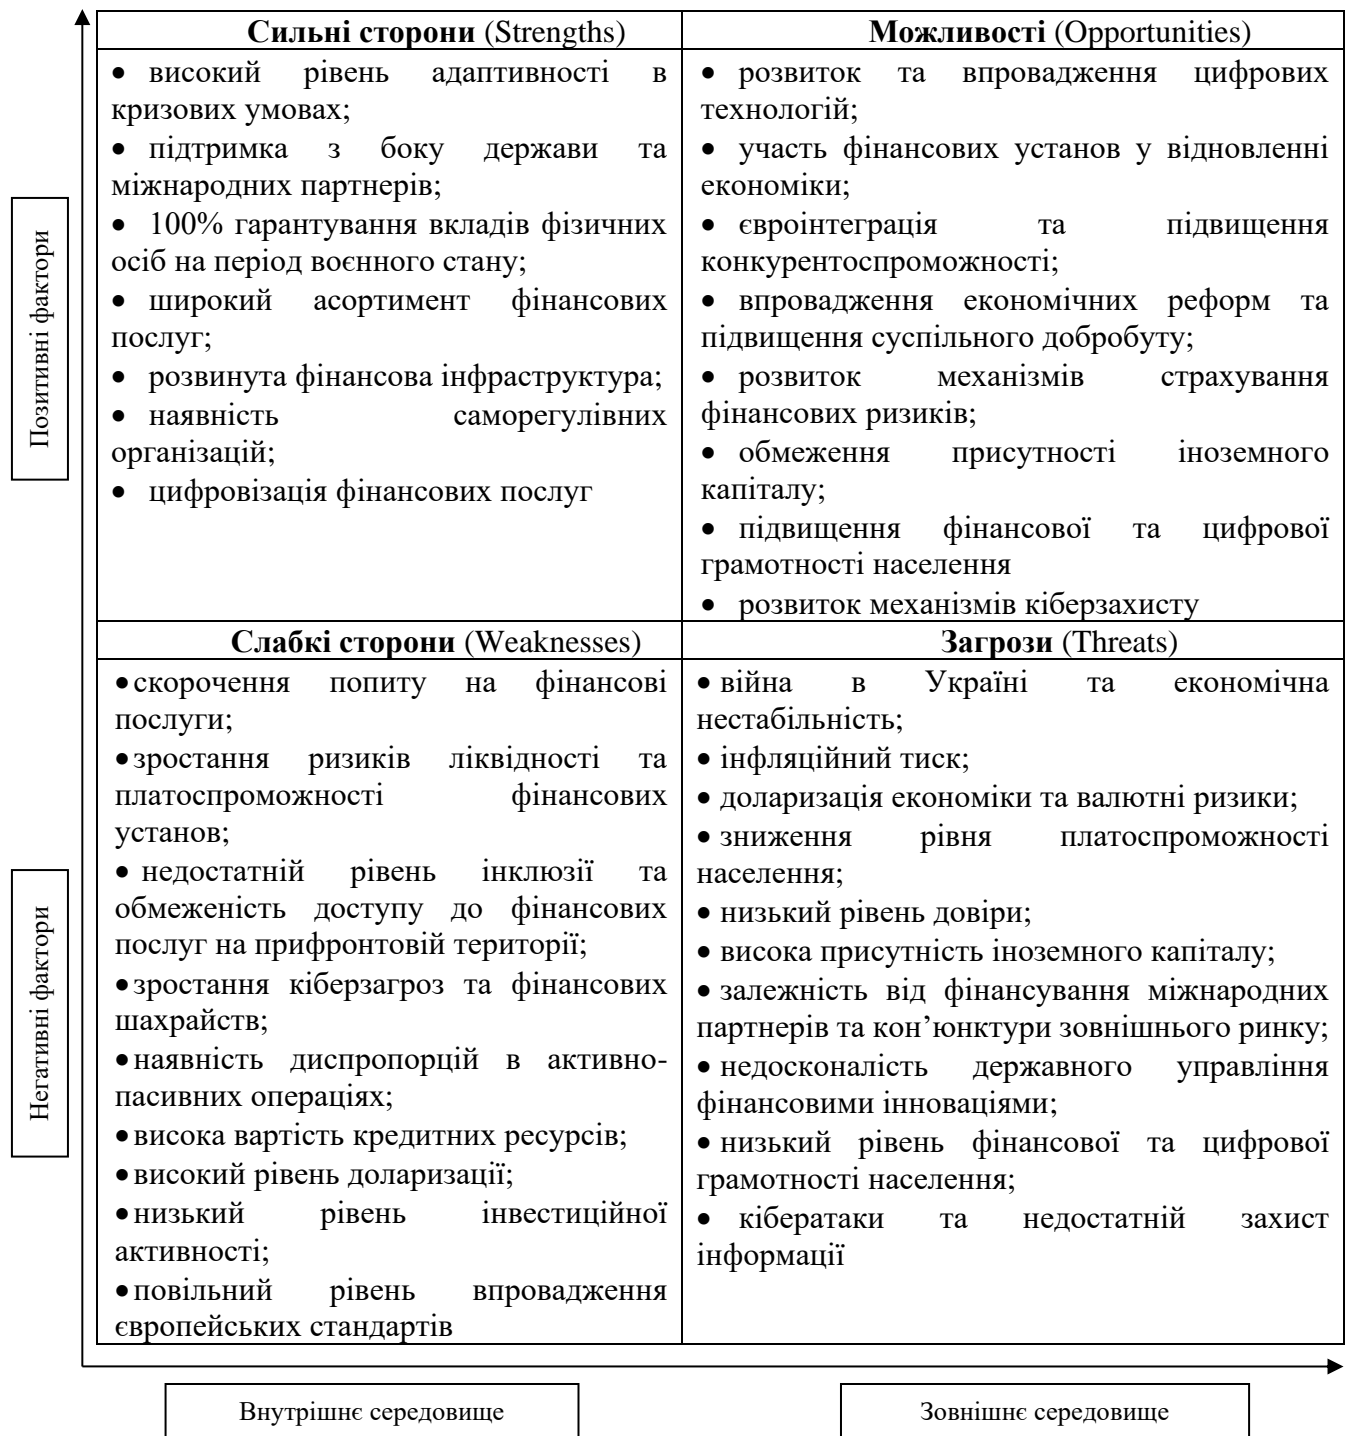 Сильні сторони (Strengths)
• високий рівень адаптивності в
кризових умовах;
• підтримка з боку держави та
міжнародних партнерів;
• 100% гарантування вкладів фізичних
осіб на період воєнного стану;
• широкий асортимент фінансових
послуг;
• розвинута фінансова інфраструктура;
• наявність саморегулівних
організацій;
• цифровізація фінансових послуг
Можливості (Opportunities)
• розвиток та впровадження цифрових
технологій;
• участь фінансових установ у відновленні
економіки;
• євроінтеграція та підвищення
конкурентоспроможності;
• впровадження економічних реформ та
підвищення суспільного добробуту;
• розвиток механізмів страхування
фінансових ризиків;
• обмеження присутності іноземного
капіталу;
• підвищення фінансової та цифрової
грамотності населення
• розвиток механізмів кіберзахисту
Позитивні фактори
Слабкі сторони (Weaknesses)
• скорочення попиту на фінансові
послуги;
• зростання ризиків ліквідності та
платоспроможності фінансових
установ;
• недостатній рівень інклюзії та
обмеженість доступу до фінансових
послуг на прифронтовій території;
• зростання кіберзагроз та фінансових
шахрайств;
• наявність диспропорцій в активно-
пасивних операціях;
• висока вартість кредитних ресурсів;
• високий рівень доларизації;
• низький рівень інвестиційної
активності;
• повільний рівень впровадження
європейських стандартів
Загрози (Threats)
• війна в Україні та економічна
нестабільність;
• інфляційний тиск;
• доларизація економіки та валютні ризики;
• зниження рівня платоспроможності
населення;
• низький рівень довіри;
• висока присутність іноземного капіталу;
• залежність від фінансування міжнародних
партнерів та кон’юнктури зовнішнього ринку;
• недосконалість державного управління
фінансовими інноваціями;
• низький рівень фінансової та цифрової
грамотності населення;
• кібератаки та недостатній захист
інформації
Негативні фактори
Внутрішнє середовище
Зовнішнє середовище